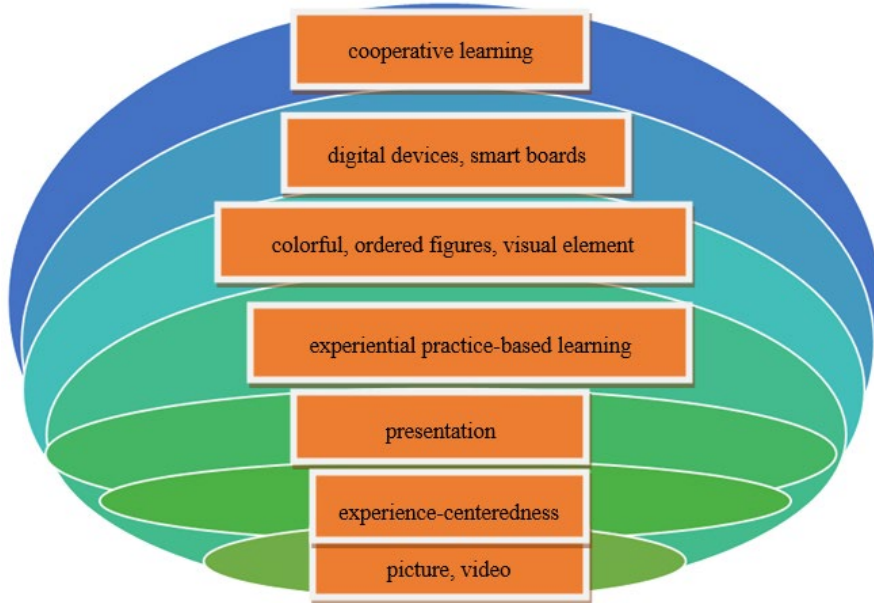 cooperative learning
digital devices, smart boards
colorful, ordered figures, visual element
experiential practice-based learning
presentation
experience-centeredness
picture, video